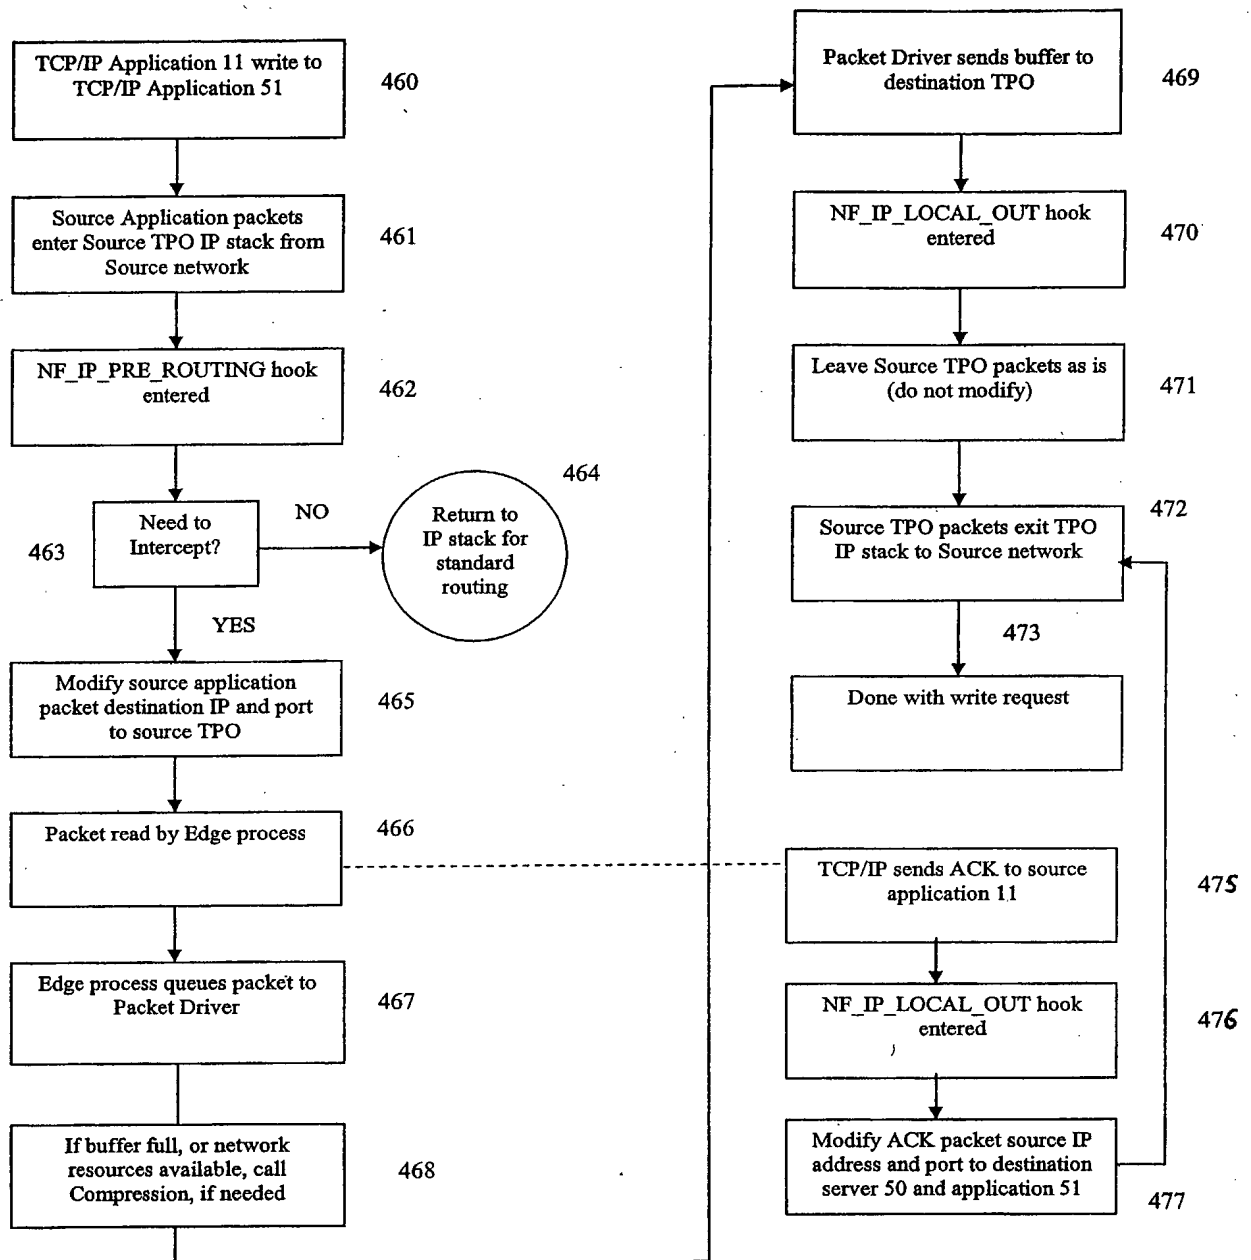 TCP/IP Application 11 write to
TCP/IP Application 51
460
Source Application packets
enter Source TPO IP stack from
Source network
461
NF_IP_PRE_ROUTING hook
entered
462
Need to
Intercept?
463
NO
464
Return to
IP stack for
standard
routing
YES
Modify source application
packet destination IP and port
to source TPO
465
Packet read by Edge process
466
Edge process queues packet to
Packet Driver
467
If buffer full, or network
resources available, call
Compression, if needed
468
Packet Driver sends buffer to
destination TPO
469
NF_IP_LOCAL_OUT hook
entered
470
Leave Source TPO packets as is
(do not modify)
471
Source TPO packets exit TPO
IP stack to Source network
472
473
Done with write request
TCP/IP sends ACK to source
application 11
475
NF_IP_LOCAL_OUT hook
entered
476
Modify ACK packet source IP
address and port to destination
server 50 and application 51
477